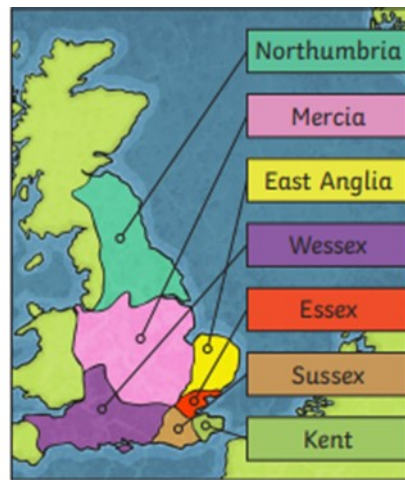 Northumbria
Mercia
East Anglia
Wessex
Essex
Sussex
Kent